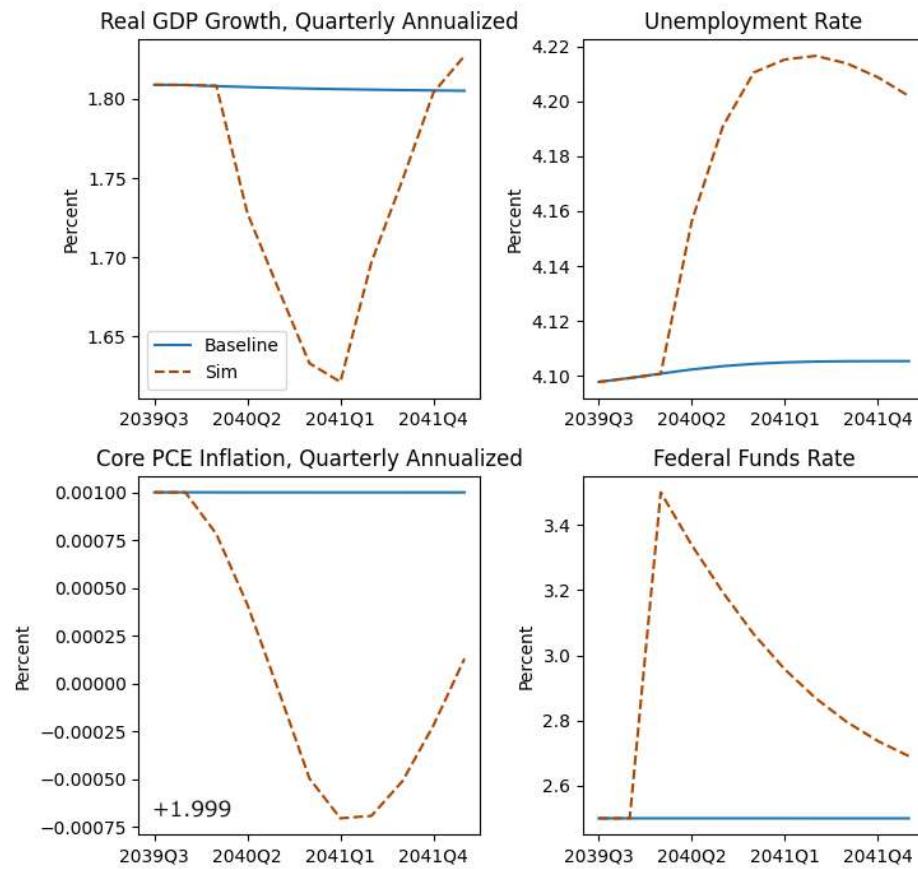 Real GDP Growth, Quarterly Annualized
Percent
1.80
1.75
1.70
1.65
Baseline
Sim
2039Q3 2040Q2 2041Q1 2041Q4
Unemployment Rate
Percent
4.22
4.20
4.18
4.16
4.14
4.12
4.10
2039Q3 2040Q2 2041Q1 2041Q4
Core PCE Inflation, Quarterly Annualized
Percent
0.00100
0.00075
0.00050
0.00025
0.00000
−0.00025
−0.00050
−0.00075
+1.999
2039Q3 2040Q2 2041Q1 2041Q4
Federal Funds Rate
Percent
3.4
3.2
3.0
2.8
2.6
2039Q3 2040Q2 2041Q1 2041Q4